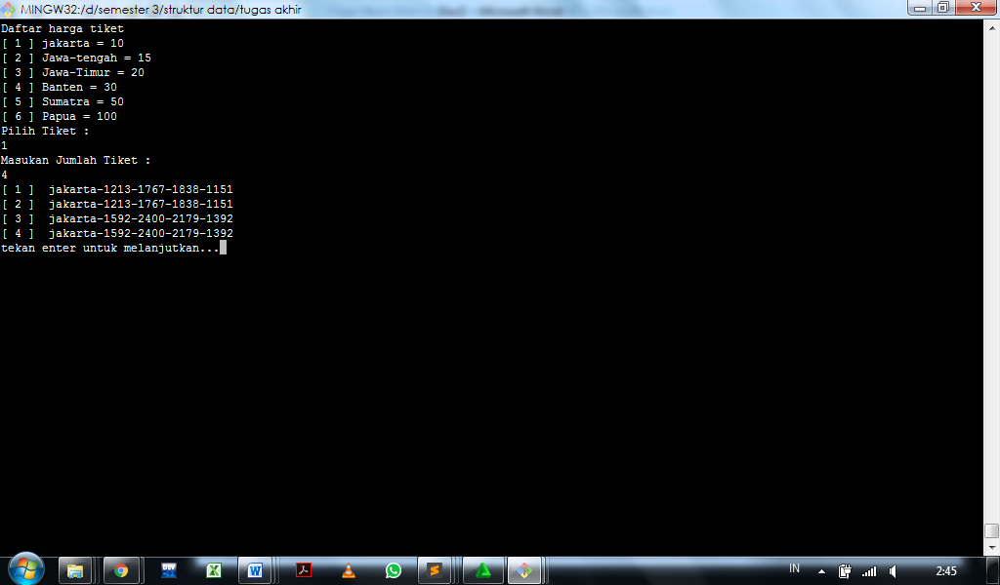 MINGW32:/d/semester 3/struktur data/tugas akhir
Daftar harga tiket
[ 1 ] jakarta = 10
[ 2 ] Jawa-tengah = 15
[ 3 ] Jawa-Timur = 20
[ 4 ] Banten = 30
[ 5 ] Sumatra = 50
[ 6 ] Papua = 100
Pilih Tiket :
1
Masukan Jumlah Tiket :
4
[ 1 ]  jakarta-1213-1767-1838-1151
[ 2 ]  jakarta-1213-1767-1838-1151
[ 3 ]  jakarta-1592-2400-2179-1392
[ 4 ]  jakarta-1592-2400-2179-1392
tekan enter untuk melanjutkan...
DEV
IN
2:45